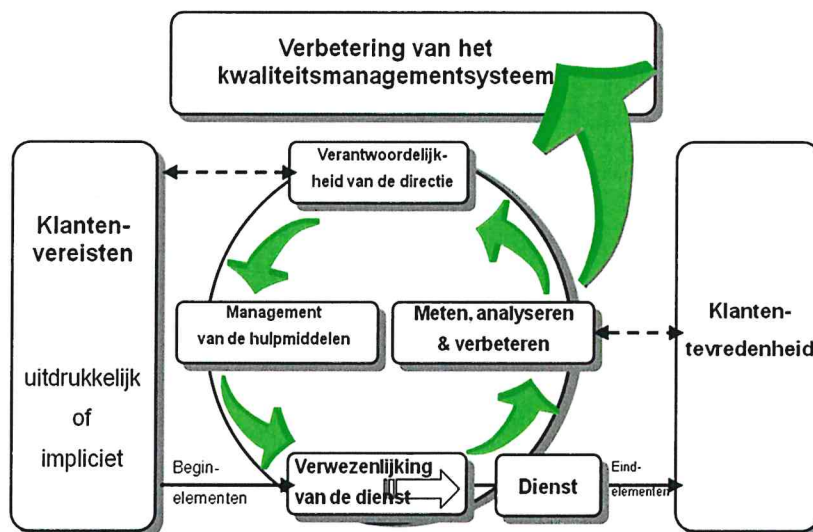 Verbetering van het
kwaliteitsmanagementsysteem
Verantwoordelijk-
heid van de directie
Klanten-
vereisten
uitdrukkelijk
of
impliciet
Management
van de hulpmiddelen
Meten, analyseren
& verbeteren
Klanten-
tevredenheid
Begin-
elementen
Verwezenlijking
van de dienst
Dienst
Eind-
elementen